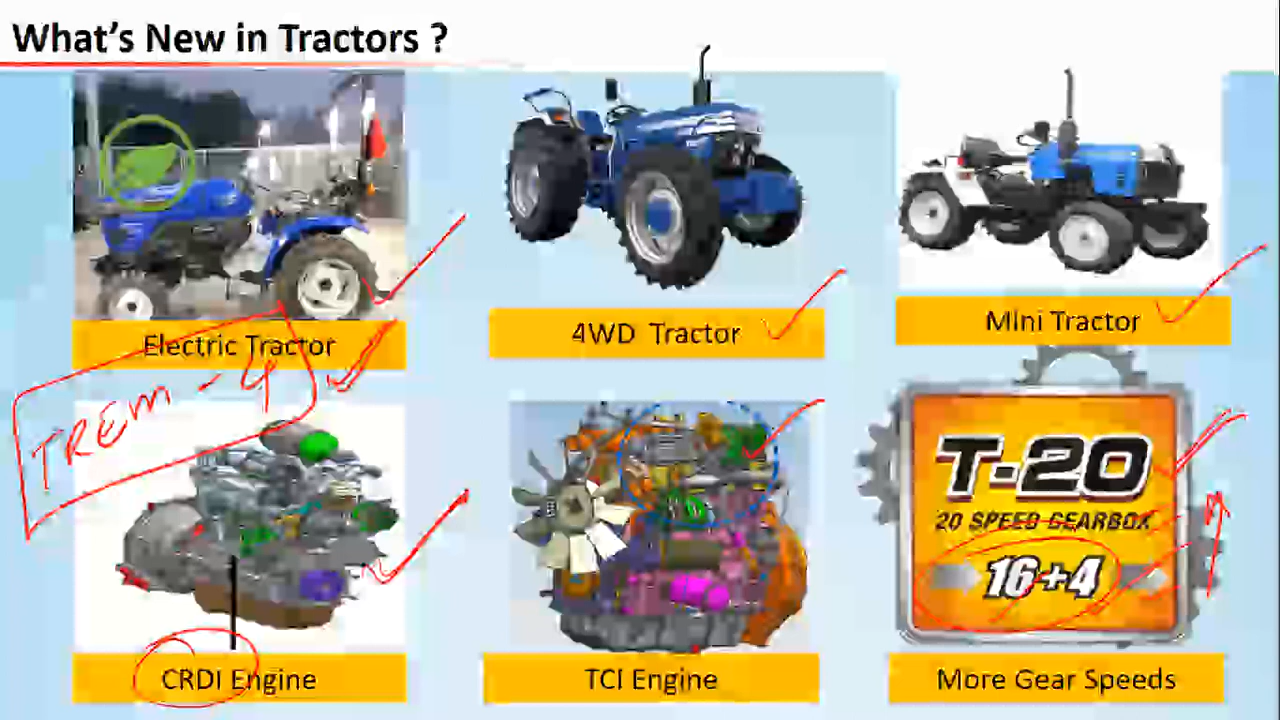 What's New in Tractors ?
Electric Tractor
4WD Tractor
MIni Tractor
TREM - 4
T-20
20 SPEED GEARBOX
16+4
CRDI Engine
TCI Engine
More Gear Speeds